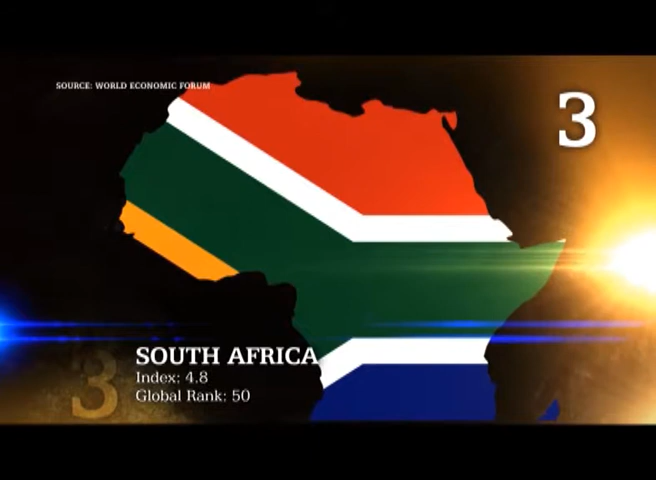 SOURCE: WORLD ECONOMIC FORUM
3
3
SOUTH AFRICA
Index: 4.8
Global Rank: 50